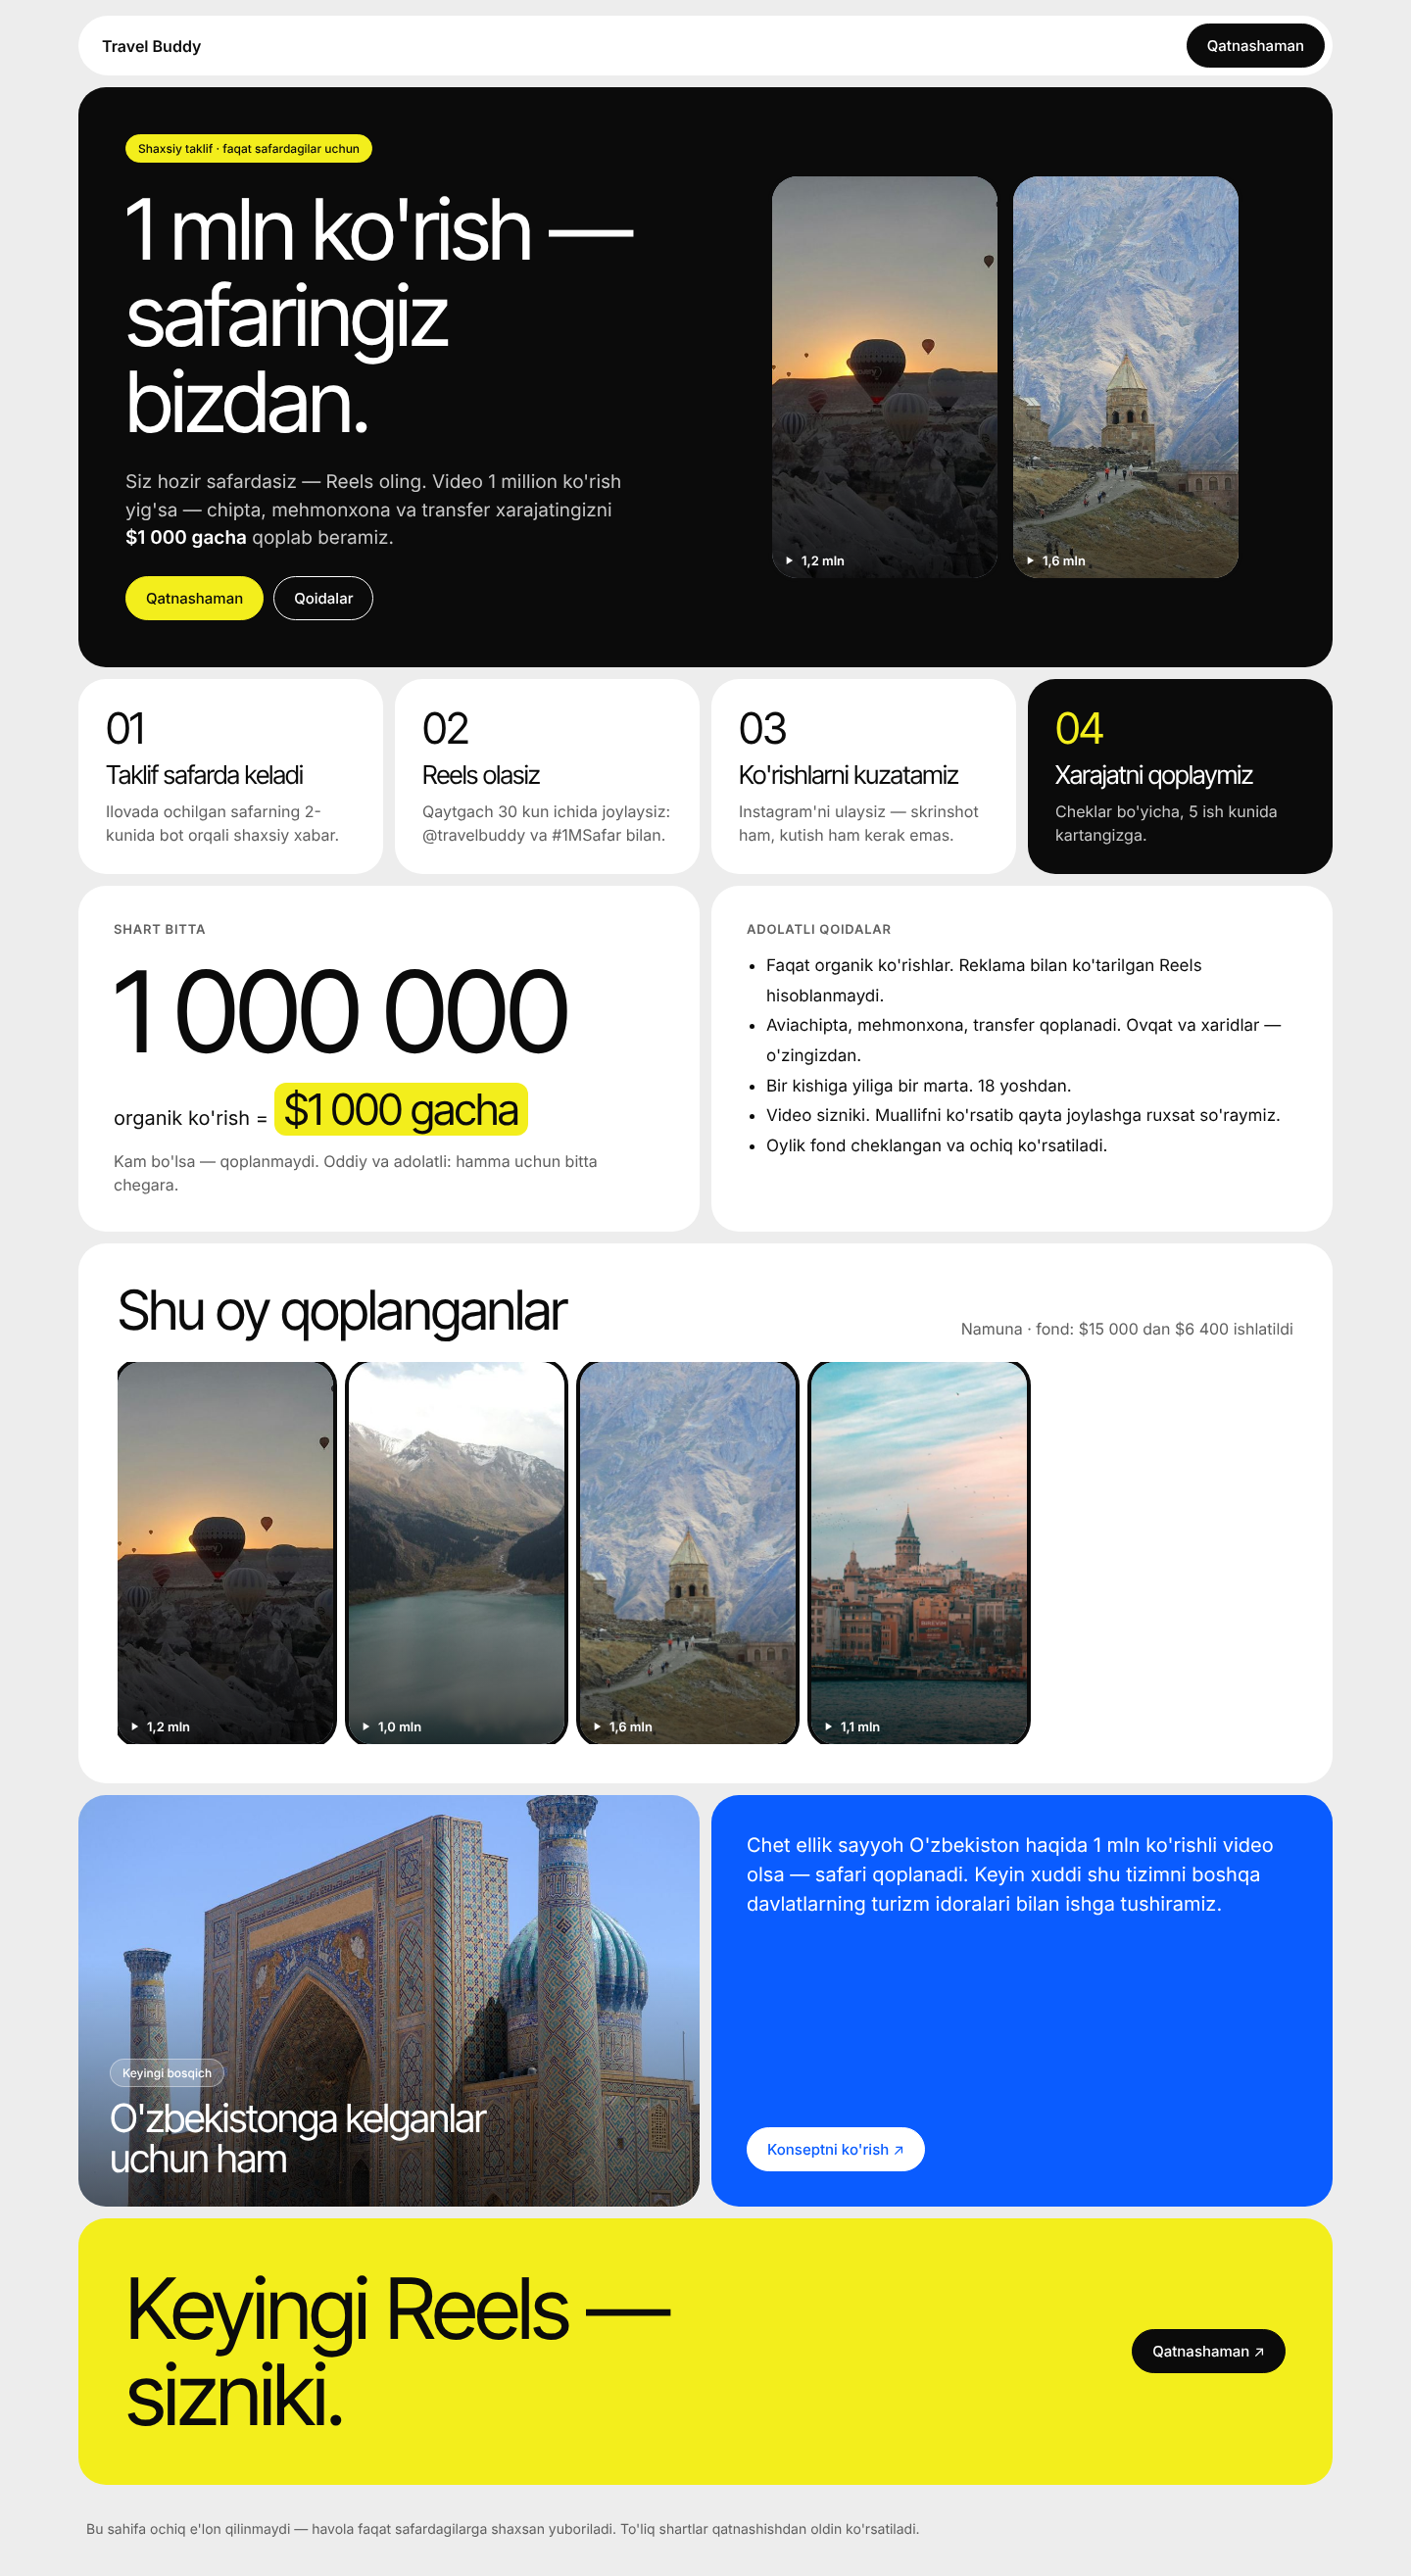 Travel Buddy
Qatnashaman
Shaxsiy taklif · faqat safardagilar uchun
1 mln ko'rish —
safaringiz
bizdan.
Siz hozir safardasiz — Reels oling. Video 1 million ko'rish
yig'sa — chipta, mehmonxona va transfer xarajatingizni
$1 000 gacha qoplab beramiz.
Qatnashaman
Qoidalar
1,2 mln
1,6 mln
01
Taklif safarda keladi
Ilovada ochilgan safarning 2-
kunida bot orqali shaxsiy xabar.
02
Reels olasiz
Qaytgach 30 kun ichida joylaysiz:
@travelbuddy va #1MSafar bilan.
03
Ko'rishlarni kuzatamiz
Instagram'ni ulaysiz — skrinshot
ham, kutish ham kerak emas.
04
Xarajatni qoplaymiz
Cheklar bo'yicha, 5 ish kunida
kartangizga.
SHART BITTA
1 000 000
organik ko'rish = $1 000 gacha
Kam bo'lsa — qoplanmaydi. Oddiy va adolatli: hamma uchun bitta
chegara.
ADOLATLI QOIDALAR
• Faqat organik ko'rishlar. Reklama bilan ko'tarilgan Reels
hisoblanmaydi.
• Aviachipta, mehmonxona, transfer qoplanadi. Ovqat va xaridlar —
o'zingizdan.
• Bir kishiga yiliga bir marta. 18 yoshdan.
• Video sizniki. Muallifni ko'rsatib qayta joylashga ruxsat so'raymiz.
• Oylik fond cheklangan va ochiq ko'rsatiladi.
Shu oy qoplanganlar
Namuna · fond: $15 000 dan $6 400 ishlatildi
1,2 mln
1,0 mln
1,6 mln
1,1 mln
Keyingi bosqich
O'zbekistonga kelganlar
uchun ham
Chet ellik sayyoh O'zbekiston haqida 1 mln ko'rishli video
olsa — safari qoplanadi. Keyin xuddi shu tizimni boshqa
davlatlarning turizm idoralari bilan ishga tushiramiz.
Konseptni ko'rish ↗
Keyingi Reels —
sizniki.
Qatnashaman ↗
Bu sahifa ochiq e'lon qilinmaydi — havola faqat safardagilarga shaxsan yuboriladi. To'liq shartlar qatnashishdan oldin ko'rsatiladi.